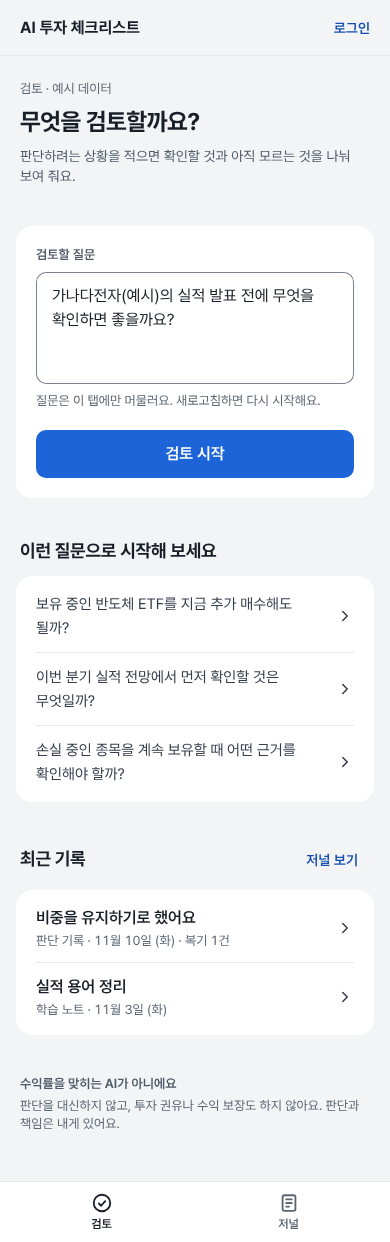 AI 투자 체크리스트
로그인
검토 · 예시 데이터
무엇을 검토할까요?
판단하려는 상황을 적으면 확인할 것과 아직 모르는 것을 나눠
보여 줘요.
검토할 질문
가나다전자(예시)의 실적 발표 전에 무엇을
확인하면 좋을까요?
질문은 이 탭에만 머물러요. 새로고침하면 다시 시작해요.
검토 시작
이런 질문으로 시작해 보세요
보유 중인 반도체 ETF를 지금 추가 매수해도
될까?
이번 분기 실적 전망에서 먼저 확인할 것은
무엇일까?
손실 중인 종목을 계속 보유할 때 어떤 근거를
확인해야 할까?
최근 기록
저널 보기
비중을 유지하기로 했어요
판단 기록 · 11월 10일 (화) · 복기 1건
실적 용어 정리
학습 노트 · 11월 3일 (화)
수익률을 맞히는 AI가 아니에요
판단을 대신하지 않고, 투자 권유나 수익 보장도 하지 않아요. 판단과
책임은 내게 있어요.
검토
저널